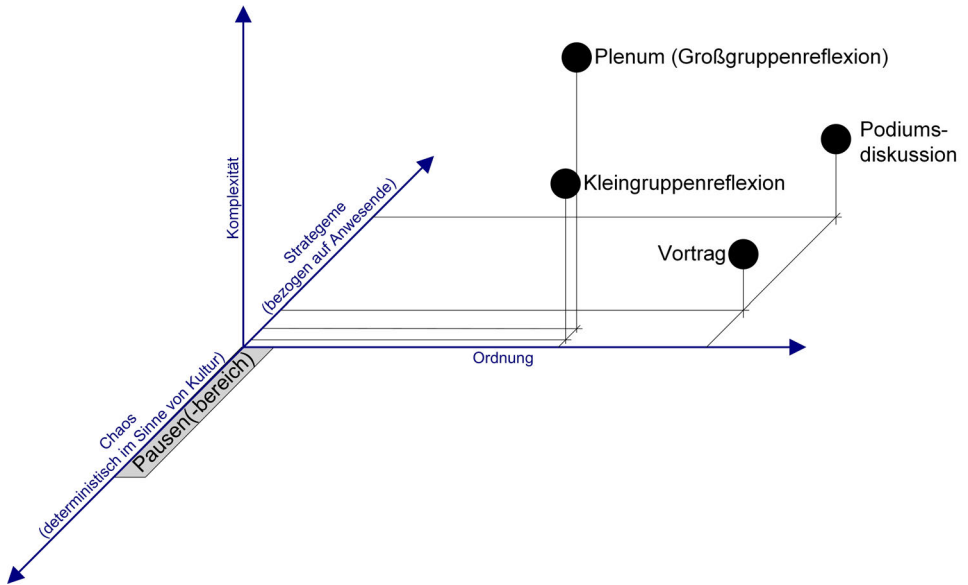 Plenum (Großgruppenreflexion)
Podiums-
diskussion
Kleingruppenreflexion
Komplexität
Strategeme
(bezogen auf Anwesende)
Vortrag
Ordnung
Chaos
(deterministisch im Sinne von Kultur)
Pausen(-bereich)